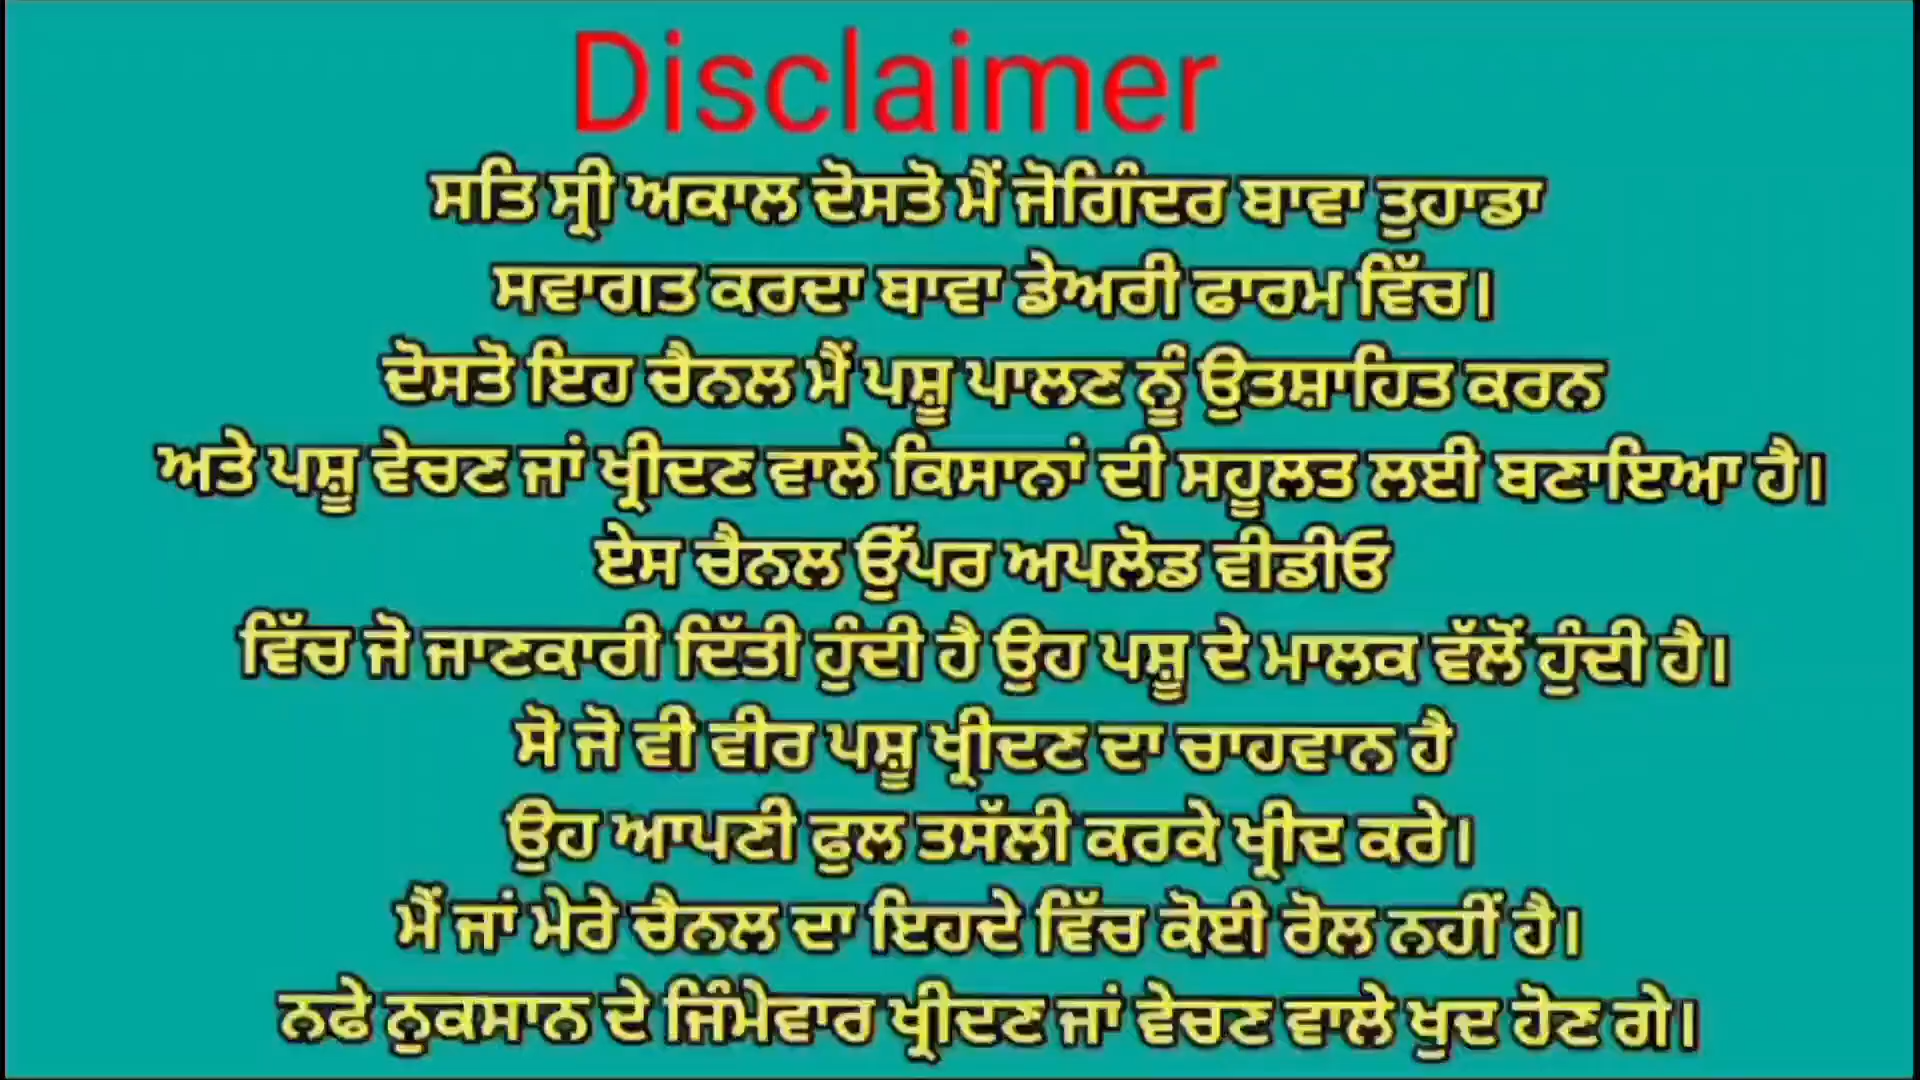 Disclaimer
ਸਤਿ ਸ੍ਰੀ ਅਕਾਲ ਦੋਸਤੋ ਮੈਂ ਜੋਗਿੰਦਰ ਬਾਵਾ ਤੁਹਾਡਾ
ਸਵਾਗਤ ਕਰਦਾ ਬਾਵਾ ਡੇਅਰੀ ਫਾਰਮ ਵਿੱਚ।
ਦੋਸਤੋ ਇਹ ਚੈਨਲ ਮੈਂ ਪਸ਼ੂ ਪਾਲਣ ਨੂੰ ਉਤਸ਼ਾਹਿਤ ਕਰਨ
ਅਤੇ ਪਸ਼ੂ ਵੇਚਣ ਜਾਂ ਖ੍ਰੀਦਣ ਵਾਲੇ ਕਿਸਾਨਾਂ ਦੀ ਸਹੂਲਤ ਲਈ ਬਣਾਇਆ ਹੈ।
ਏਸ ਚੈਨਲ ਉੱਪਰ ਅਪਲੋਡ ਵੀਡੀਓ
ਵਿੱਚ ਜੋ ਜਾਣਕਾਰੀ ਦਿੱਤੀ ਹੁੰਦੀ ਹੈ ਉਹ ਪਸ਼ੂ ਦੇ ਮਾਲਕ ਵੱਲੋਂ ਹੁੰਦੀ ਹੈ।
ਸੋ ਜੋ ਵੀ ਵੀਰ ਪਸ਼ੂ ਖ੍ਰੀਦਣ ਦਾ ਚਾਹਵਾਨ ਹੈ
ਉਹ ਆਪਣੀ ਫੁਲ ਤਸੱਲੀ ਕਰਕੇ ਖ੍ਰੀਦ ਕਰੇ।
ਮੈਂ ਜਾਂ ਮੇਰੇ ਚੈਨਲ ਦਾ ਇਹਦੇ ਵਿੱਚ ਕੋਈ ਰੋਲ ਨਹੀਂ ਹੈ।
ਨਫੇ ਨੁਕਸਾਨ ਦੇ ਜਿੰਮੇਵਾਰ ਖ੍ਰੀਦਣ ਜਾਂ ਵੇਚਣ ਵਾਲੇ ਖੁਦ ਹੋਣ ਗੇ।